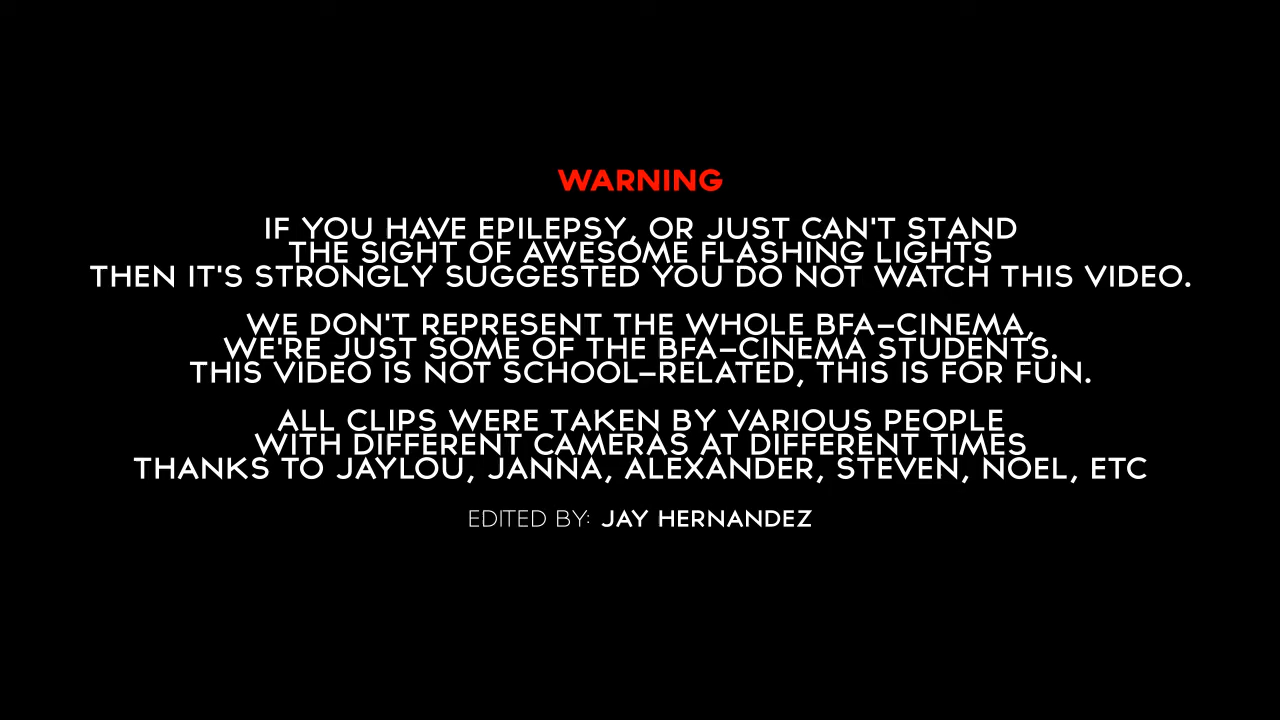 WARNING
IF YOU HAVE EPILEPSY, OR JUST CAN'T STAND
THE SIGHT OF AWESOME FLASHING LIGHTS
THEN IT'S STRONGLY SUGGESTED YOU DO NOT WATCH THIS VIDEO.
WE DON'T REPRESENT THE WHOLE BFA–CINEMA,
WE'RE JUST SOME OF THE BFA–CINEMA STUDENTS.
THIS VIDEO IS NOT SCHOOL–RELATED, THIS IS FOR FUN.
ALL CLIPS WERE TAKEN BY VARIOUS PEOPLE
WITH DIFFERENT CAMERAS AT DIFFERENT TIMES
THANKS TO JAYLOU, JANNA, ALEXANDER, STEVEN, NOEL, ETC
EDITED BY: JAY HERNANDEZ